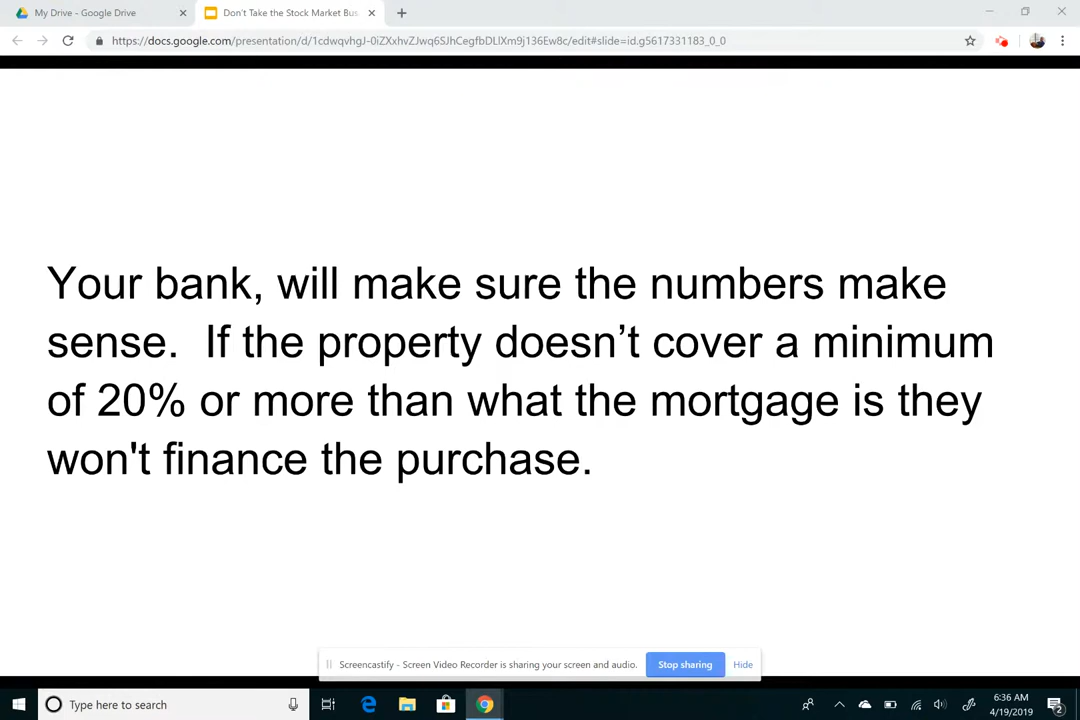 My Drive - Google Drive
Don't Take the Stock Market Bus
https://docs.google.com/presentation/d/1cdwqvhgJ-0iZXxhvZJwq6SJhCegfbDLlXm9j136Ew8c/edit#slide=id.g5617331183_0_0
Your bank, will make sure the numbers make
sense.  If the property doesn’t cover a minimum
of 20% or more than what the mortgage is they
won't finance the purchase.
Screencastify - Screen Video Recorder is sharing your screen and audio.
Stop sharing
Hide
Type here to search
6:36 AM
4/19/2019
2